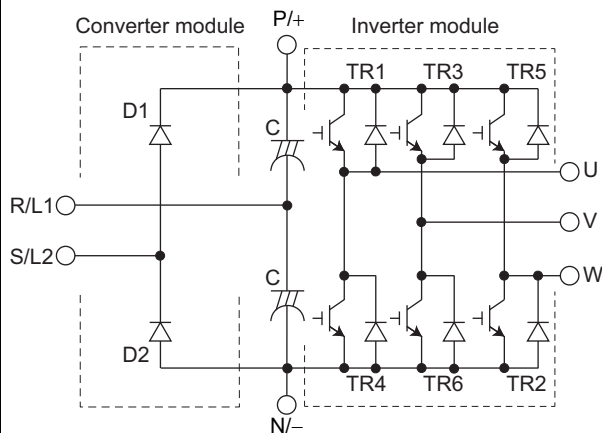 P/+
Converter module
Inverter module
TR1
TR3
TR5
D1
C
U
R/L1
V
S/L2
W
C
D2
TR4
TR6
TR2
N/−